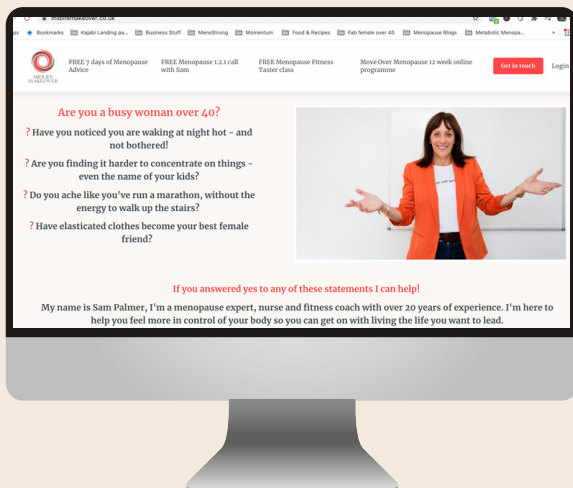 midlifemakeover.co.uk
Bookmarks Kajabi Landing pa... Business Stuff MenoStrong Momentum Food & Recipes Fab female over 40 Menopause Blogs Metabolic Menopa... »
MIDLIFE
MAKEOVER
FREE 7 days of Menopause
Advice
FREE Menopause 1.2.1 call
with Sam
FREE Menopause Fitness
Taster class
Move Over Menopause 12 week online
programme
Get in touch
Login
Are you a busy woman over 40?
? Have you noticed you are waking at night hot - and
not bothered!
? Are you finding it harder to concentrate on things -
even the name of your kids?
? Do you ache like you've run a marathon, without the
energy to walk up the stairs?
? Have elasticated clothes become your best female
friend?
If you answered yes to any of these statements I can help!
My name is Sam Palmer, I'm a menopause expert, nurse and fitness coach with over 20 years of experience. I'm here to
help you feel more in control of your body so you can get on with living the life you want to lead.